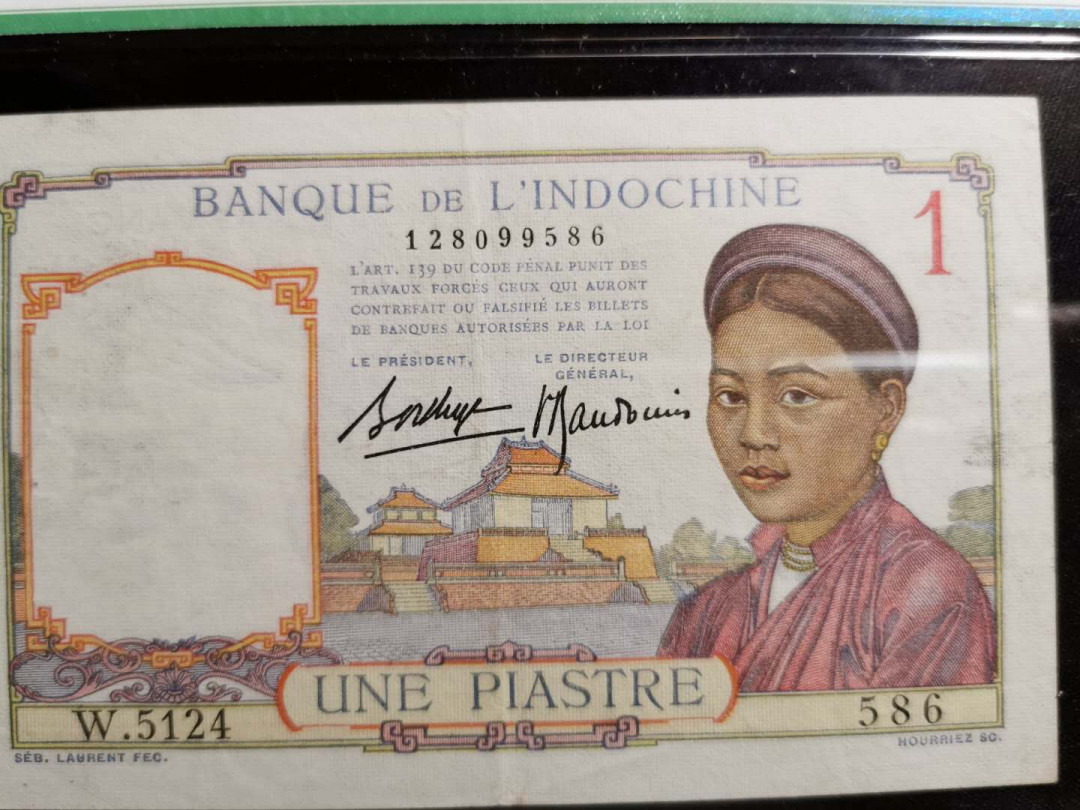 BANQUE DE L'INDOCHINE
1
128099586
L'ART. 139 DU CODE PÉNAL PUNIT DES
TRAVAUX FORCÉS CEUX QUI AURONT
CONTREFAIT OU FALSIFIÉ LES BILLETS
DE BANQUES AUTORISÉES PAR LA LOI
LE PRÉSIDENT,
LE DIRECTEUR
GÉNÉRAL,
UNE PIASTRE
W.5124
586
SÉB. LAURENT FEC.
HOURRIEZ SC.